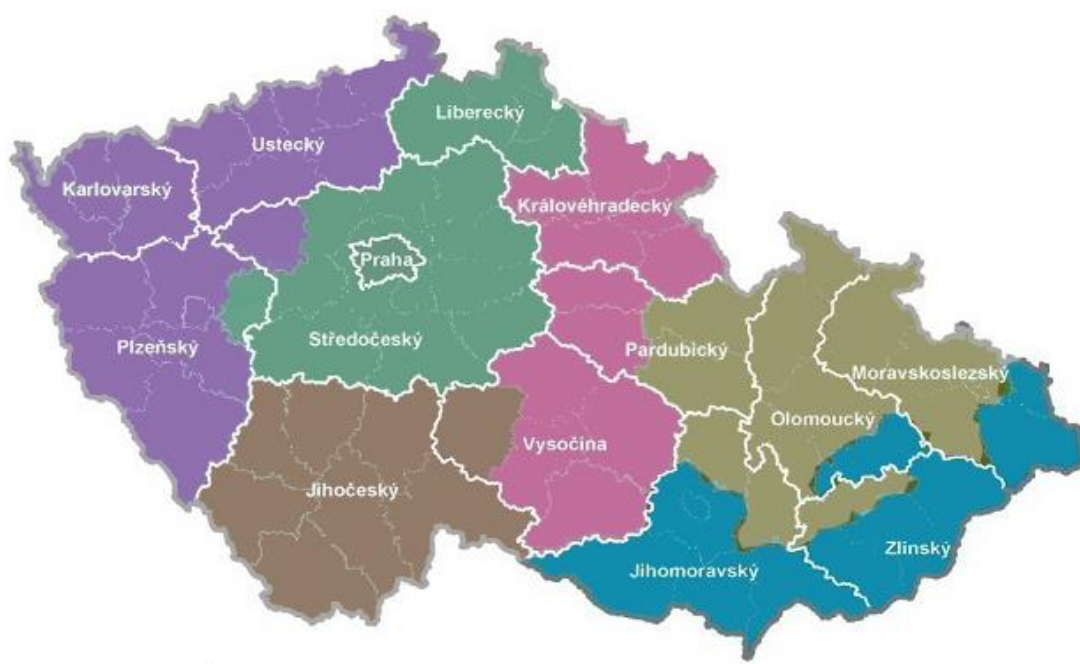 Liberecký
Ustecký
Karlovarský
Královéhradecký
Praha
Středočeský
Plzeňský
Pardubický
Moravskoslezský
Olomoucký
Vysočina
Jihočeský
Zlínský
Jihomoravský